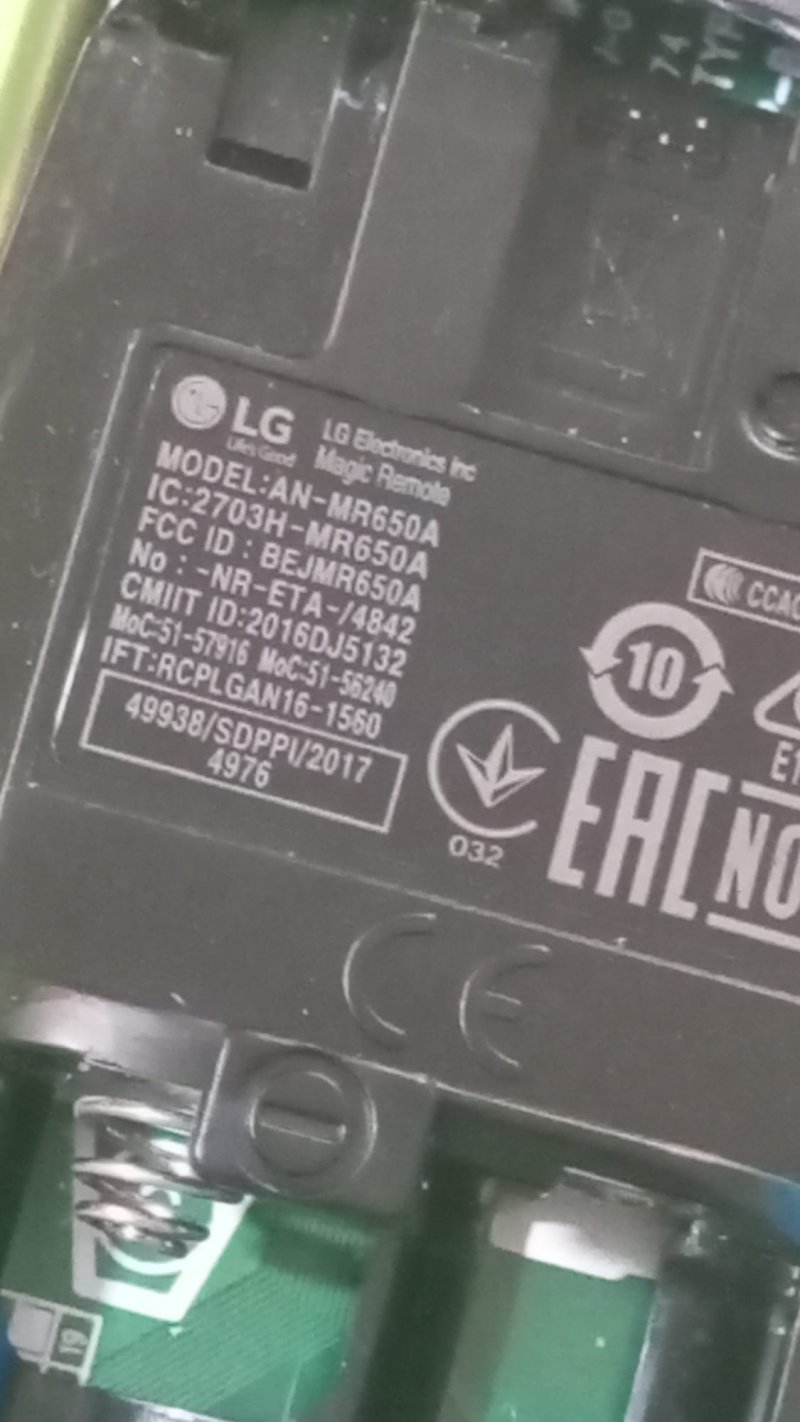 LG
Life's Good
LG Electronics Inc
Magic Remote
MODEL:AN-MR650A
IC:2703H-MR650A
FCC ID : BEJMR650A
No : -NR-ETA-/4842
CMIIT ID:2016DJ5132
MoC:51-57916 MoC:51-56240
IFT:RCPLGAN16-1560
49938/SDPPI/2017
4976
CCAO
10
032
EAC
CE